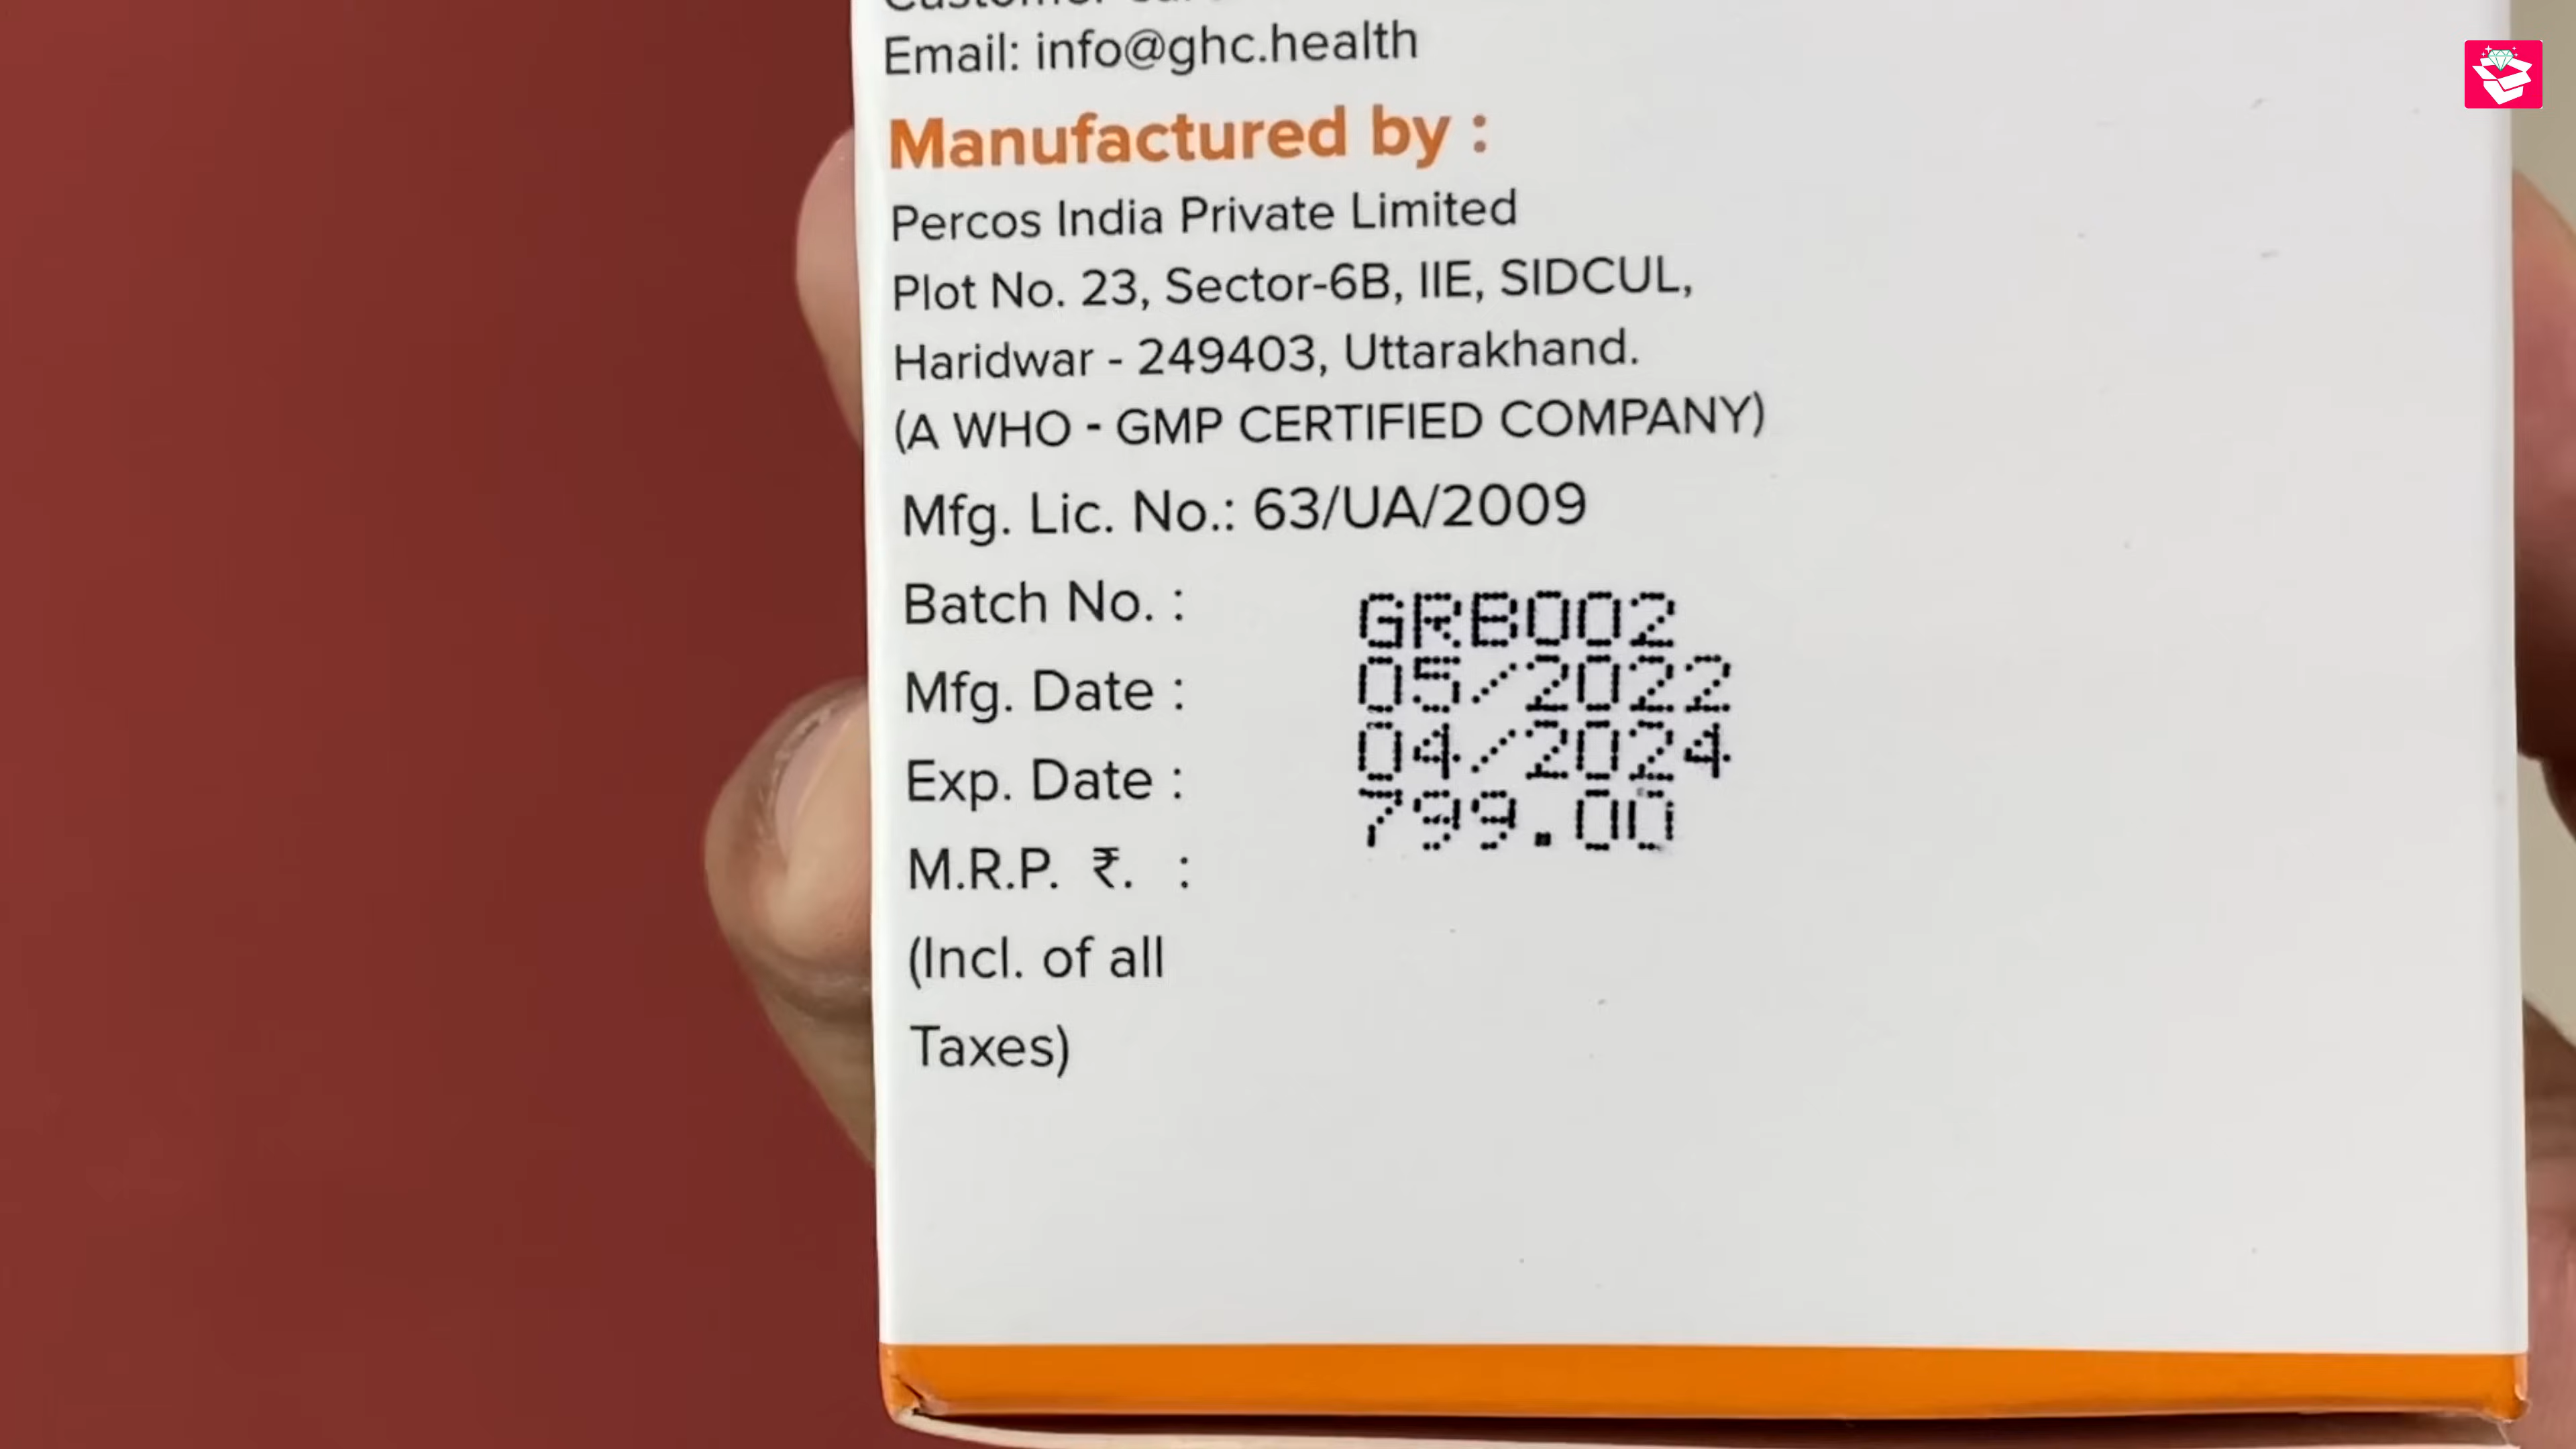 Customer
Email: info@ghc.health
Manufactured by :
Percos India Private Limited
Plot No. 23, Sector-6B, IIE, SIDCUL,
Haridwar - 249403, Uttarakhand.
(A WHO - GMP CERTIFIED COMPANY)
Mfg. Lic. No.: 63/UA/2009
Batch No. : GRB002
Mfg. Date : 05/2022
Exp. Date : 04/2024
M.R.P. ₹. : 799.00
(Incl. of all
Taxes)